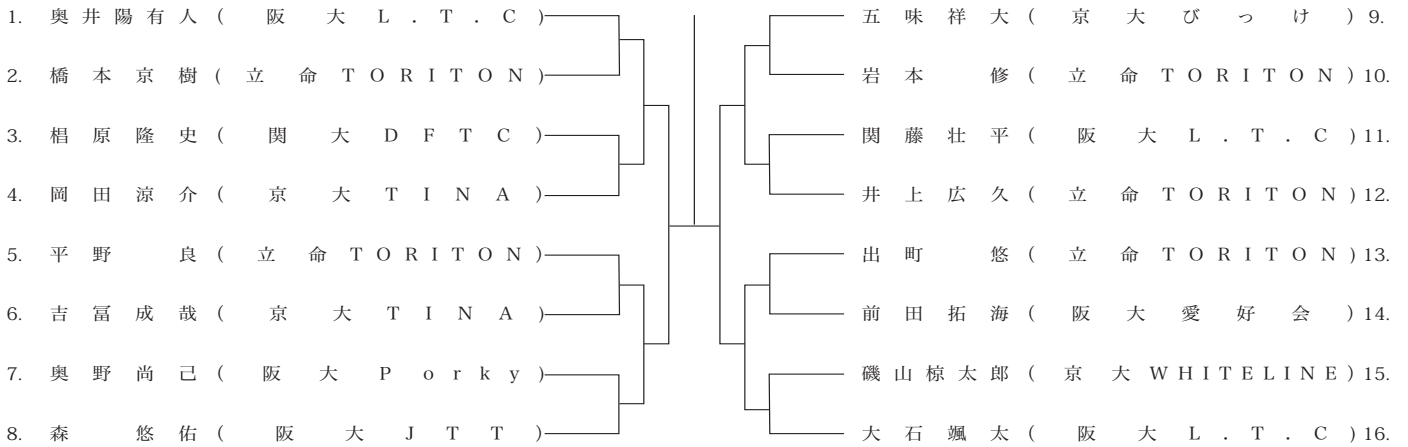 1. 奥井陽有人(阪大L.T.C)
2. 橋本京樹(立命TORITON)
3. 椙原隆史(関大DFTC)
4. 岡田涼介(京大TINA)
5. 平野 良(立命TORITON)
6. 吉冨成哉(京大TINA)
7. 奥野尚己(阪大Porky)
8. 森 悠佑(阪大JTT)
五味祥大(京大びっけ)9.
岩本 修(立命TORITON)10.
関藤壮平(阪大L.T.C)11.
井上広久(立命TORITON)12.
出町 悠(立命TORITON)13.
前田拓海(阪大愛好会)14.
磯山椋太郎(京大WHITELINE)15.
大石颯太(阪大L.T.C)16.